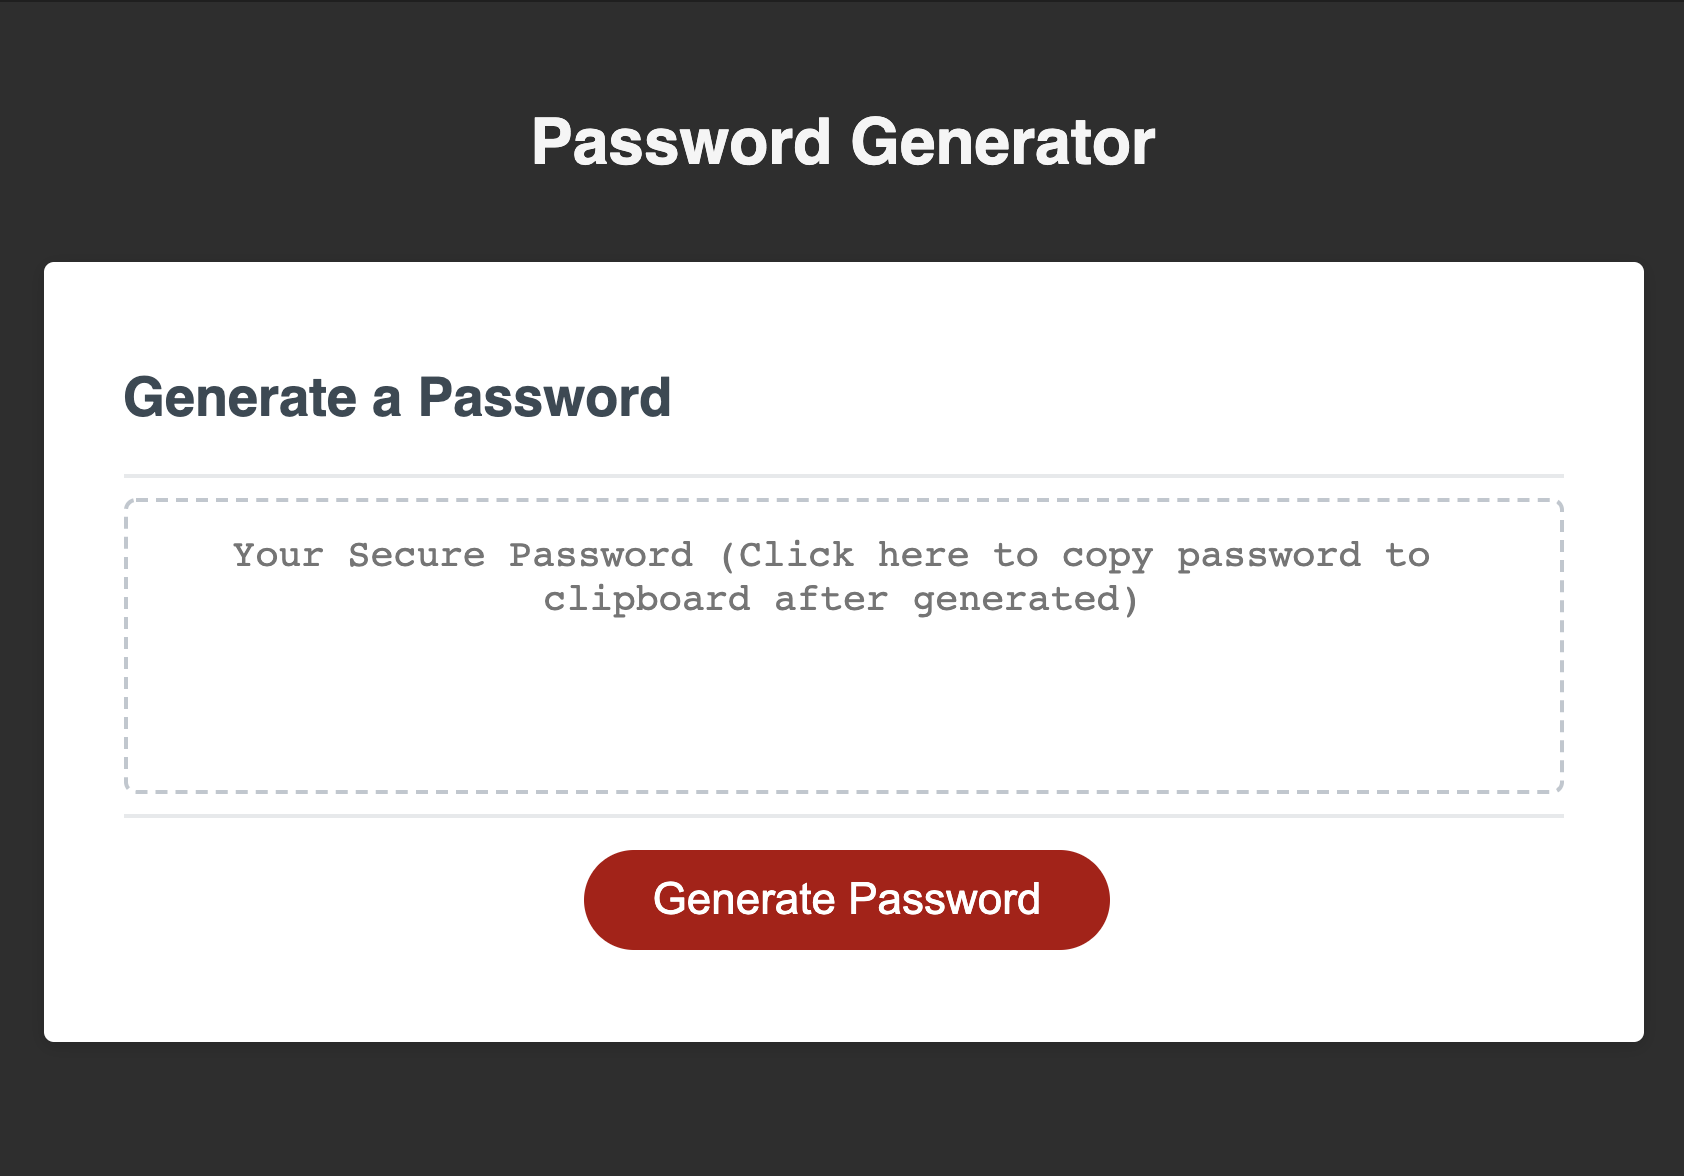 Password Generator
Generate a Password
Your Secure Password (Click here to copy password to
clipboard after generated)
Generate Password